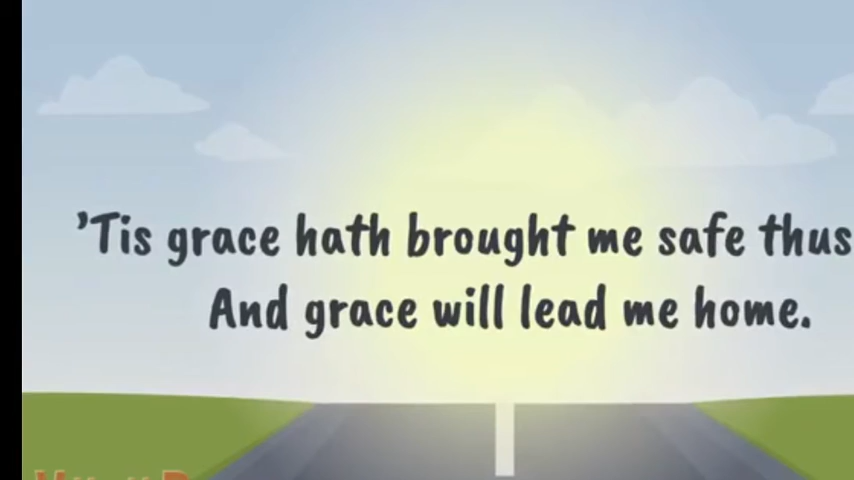 ’Tis grace hath brought me safe thus
And grace will lead me home.